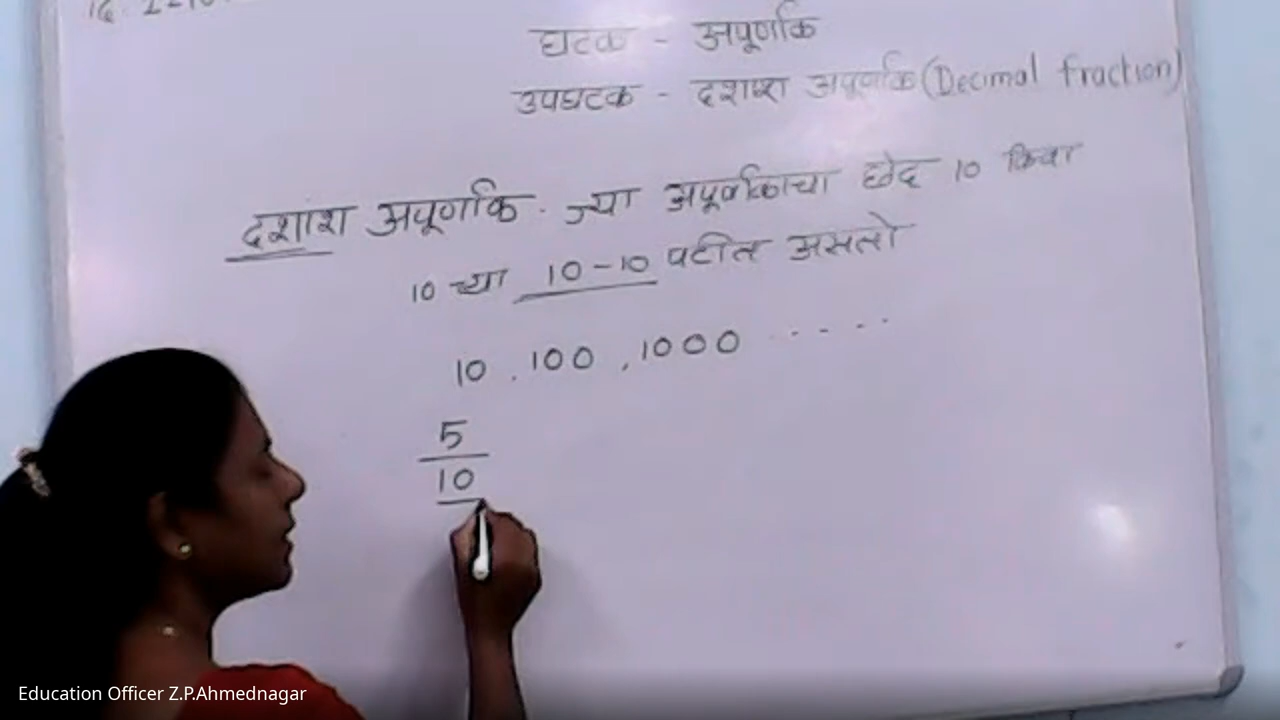 घटक - अपूर्णांक
उपघटक - दशांश अपूर्णांक (Decimal fraction)
दशांश अपूर्णांक - ज्या अपूर्णांकाचा छेद 10 किंवा
10 च्या 10-10 पटीत असतो
10, 100, 1000 .....
5
10
Education Officer Z.P.Ahmednagar